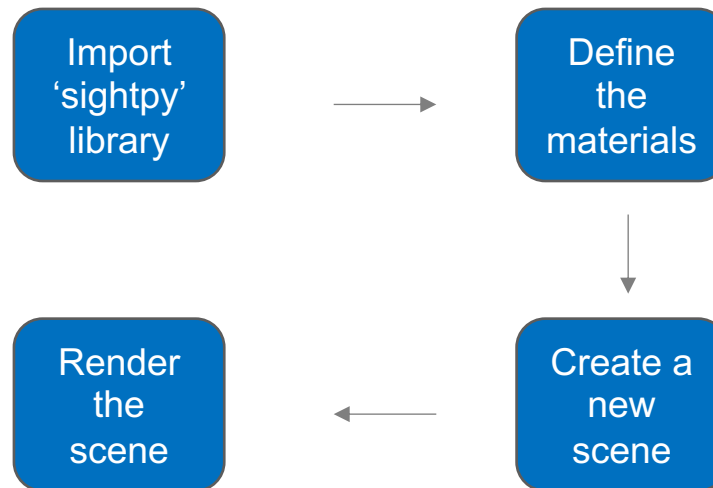 Import
‘sightpy’
library
Define
the
materials
Create a
new
scene
Render
the
scene